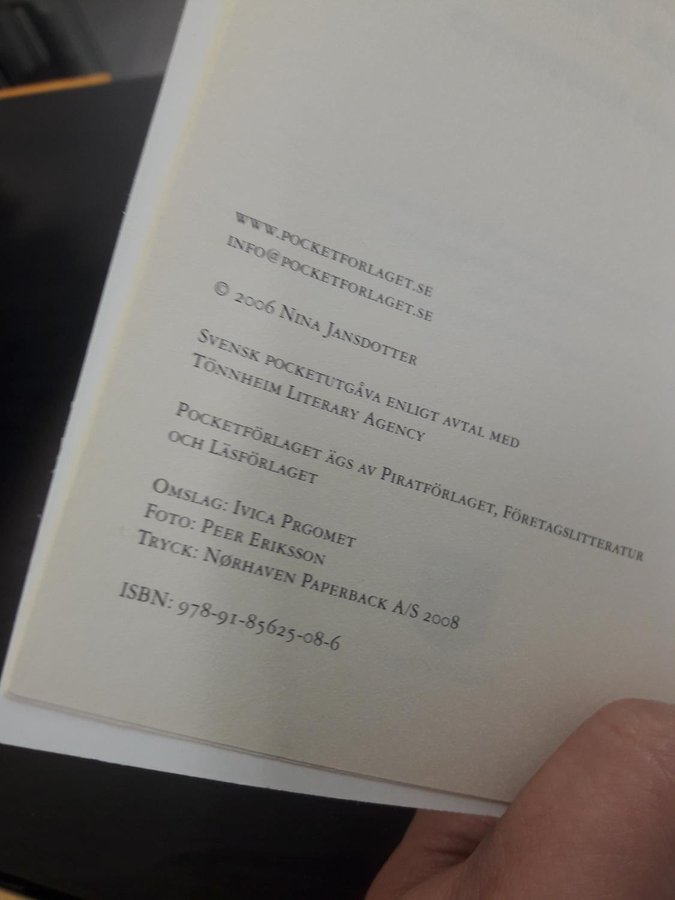 www.pocketforlaget.se
info@pocketforlaget.se
© 2006 Nina Jansdotter
Svensk pocketutgåva enligt avtal med
Tönnheim Literary Agency
Pocketförlaget ägs av Piratförlaget, Företagslitteratur
och Läsförlaget
Omslag: Ivica Prgomet
Foto: Peer Eriksson
Tryck: Nørhaven Paperback A/S 2008
ISBN: 978-91-85625-08-6